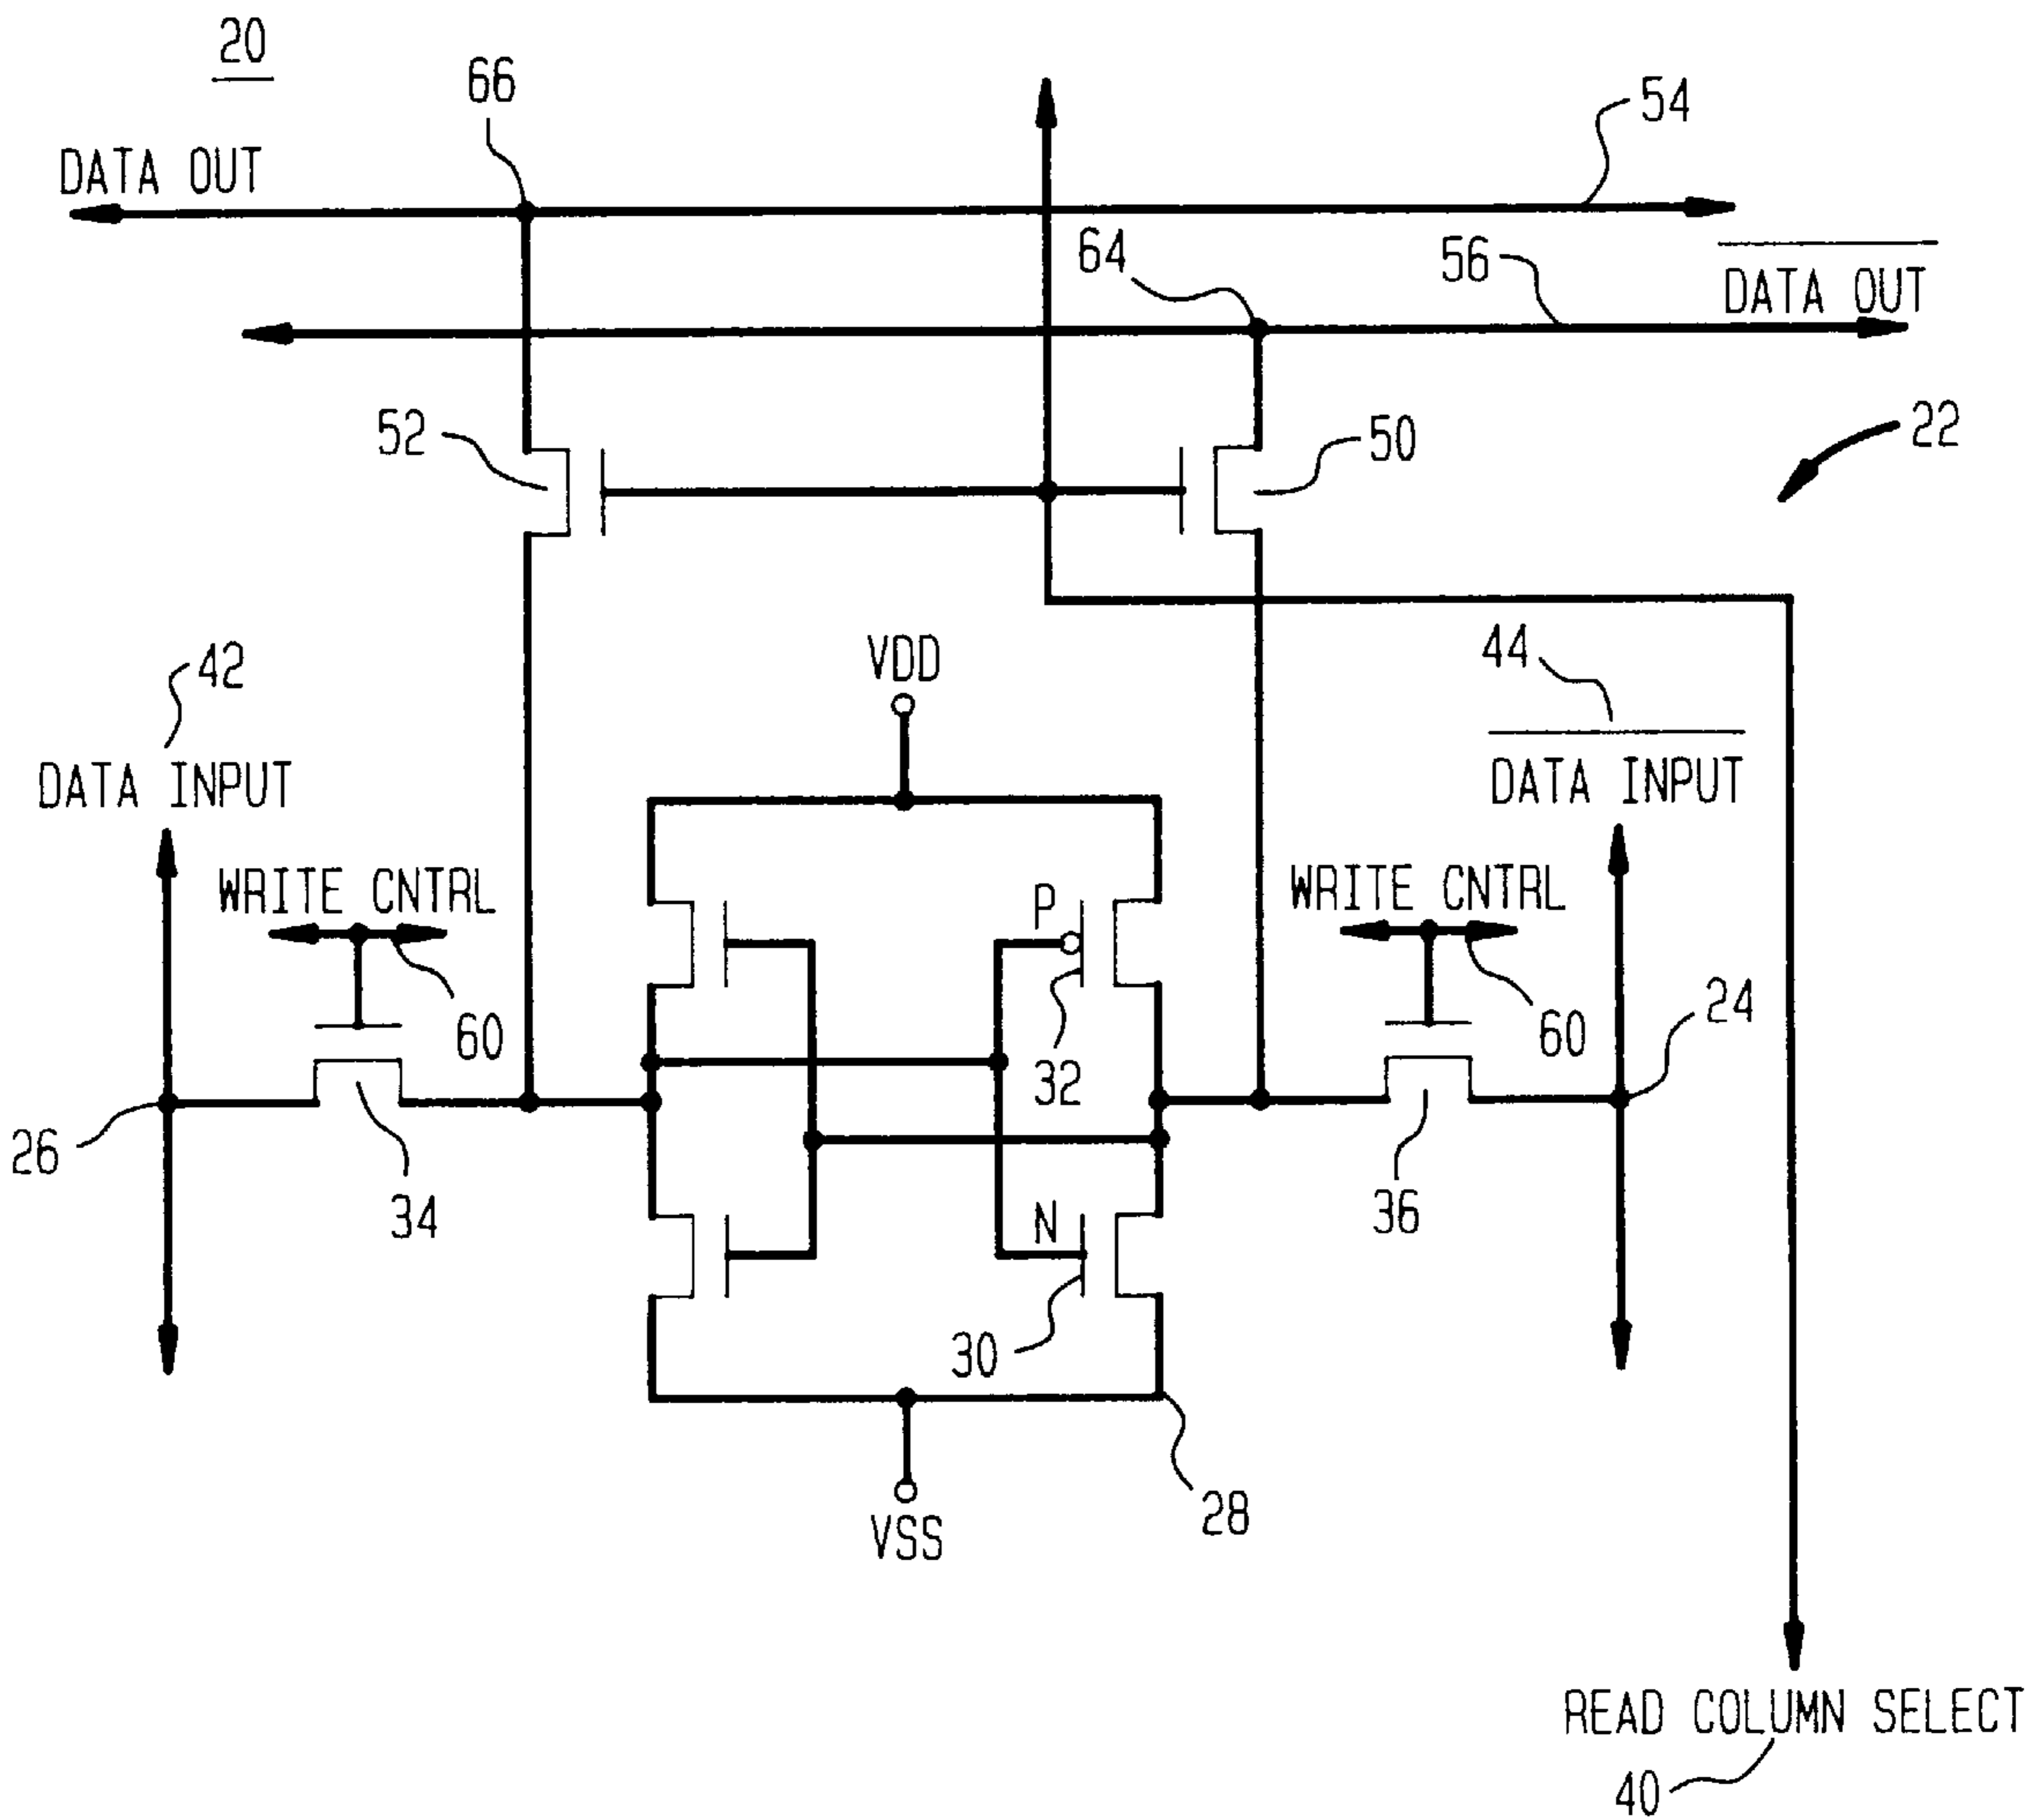 20
66
54
DATA OUT
64
56
DATA OUT
52
50
22
42
VDD
44
DATA INPUT
DATA INPUT
WRITE CNTRL
P
WRITE CNTRL
60
32
60
24
26
34
N
36
30
28
VSS
READ COLUMN SELECT
40